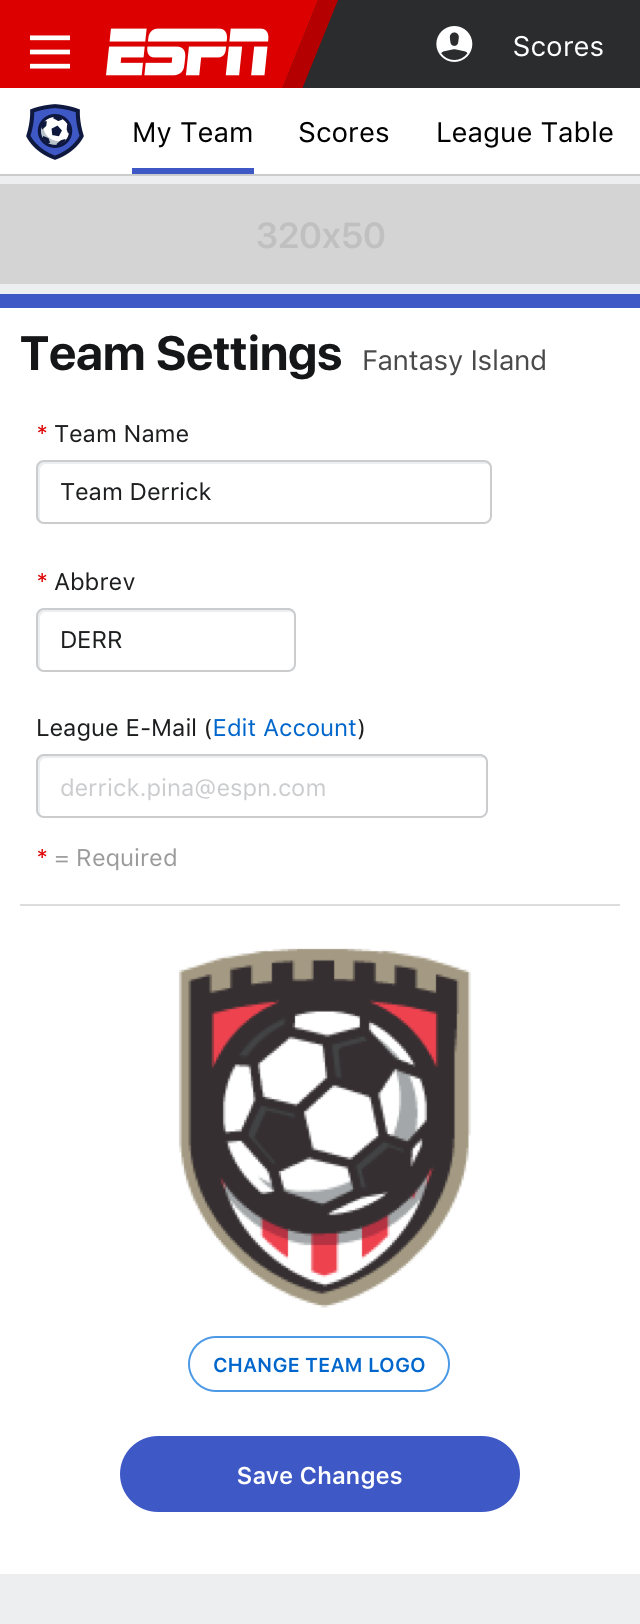 ESPN
Scores
My Team Scores League Table
320x50
Team Settings Fantasy Island
* Team Name
Team Derrick
* Abbrev
DERR
League E-Mail (Edit Account)
derrick.pina@espn.com
* = Required
CHANGE TEAM LOGO
Save Changes